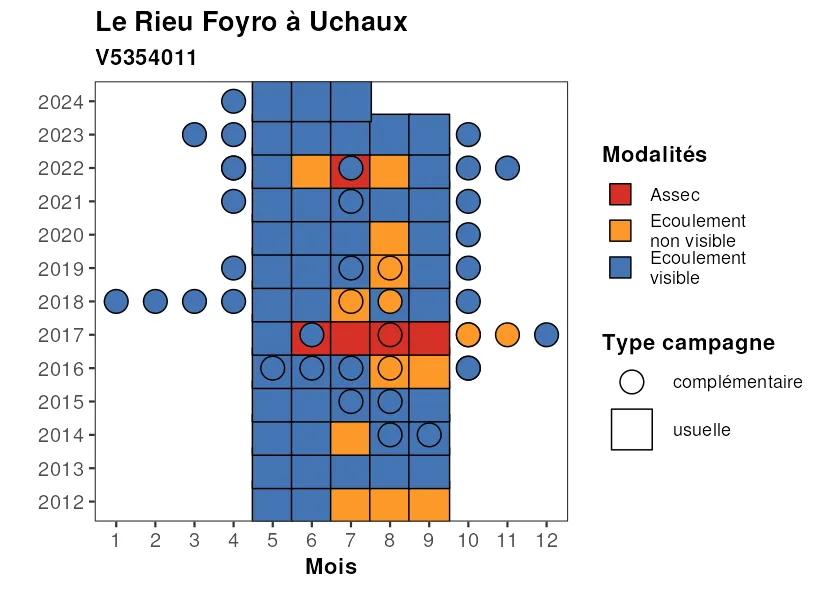 Le Rieu Foyro à Uchaux
V5354011
2024
2023
2022
2021
2020
2019
2018
2017
2016
2015
2014
2013
2012
1 2 3 4 5 6 7 8 9 10 11 12
Mois
Modalités
Assec
Ecoulement
non visible
Ecoulement
visible
Type campagne
complémentaire
usuelle